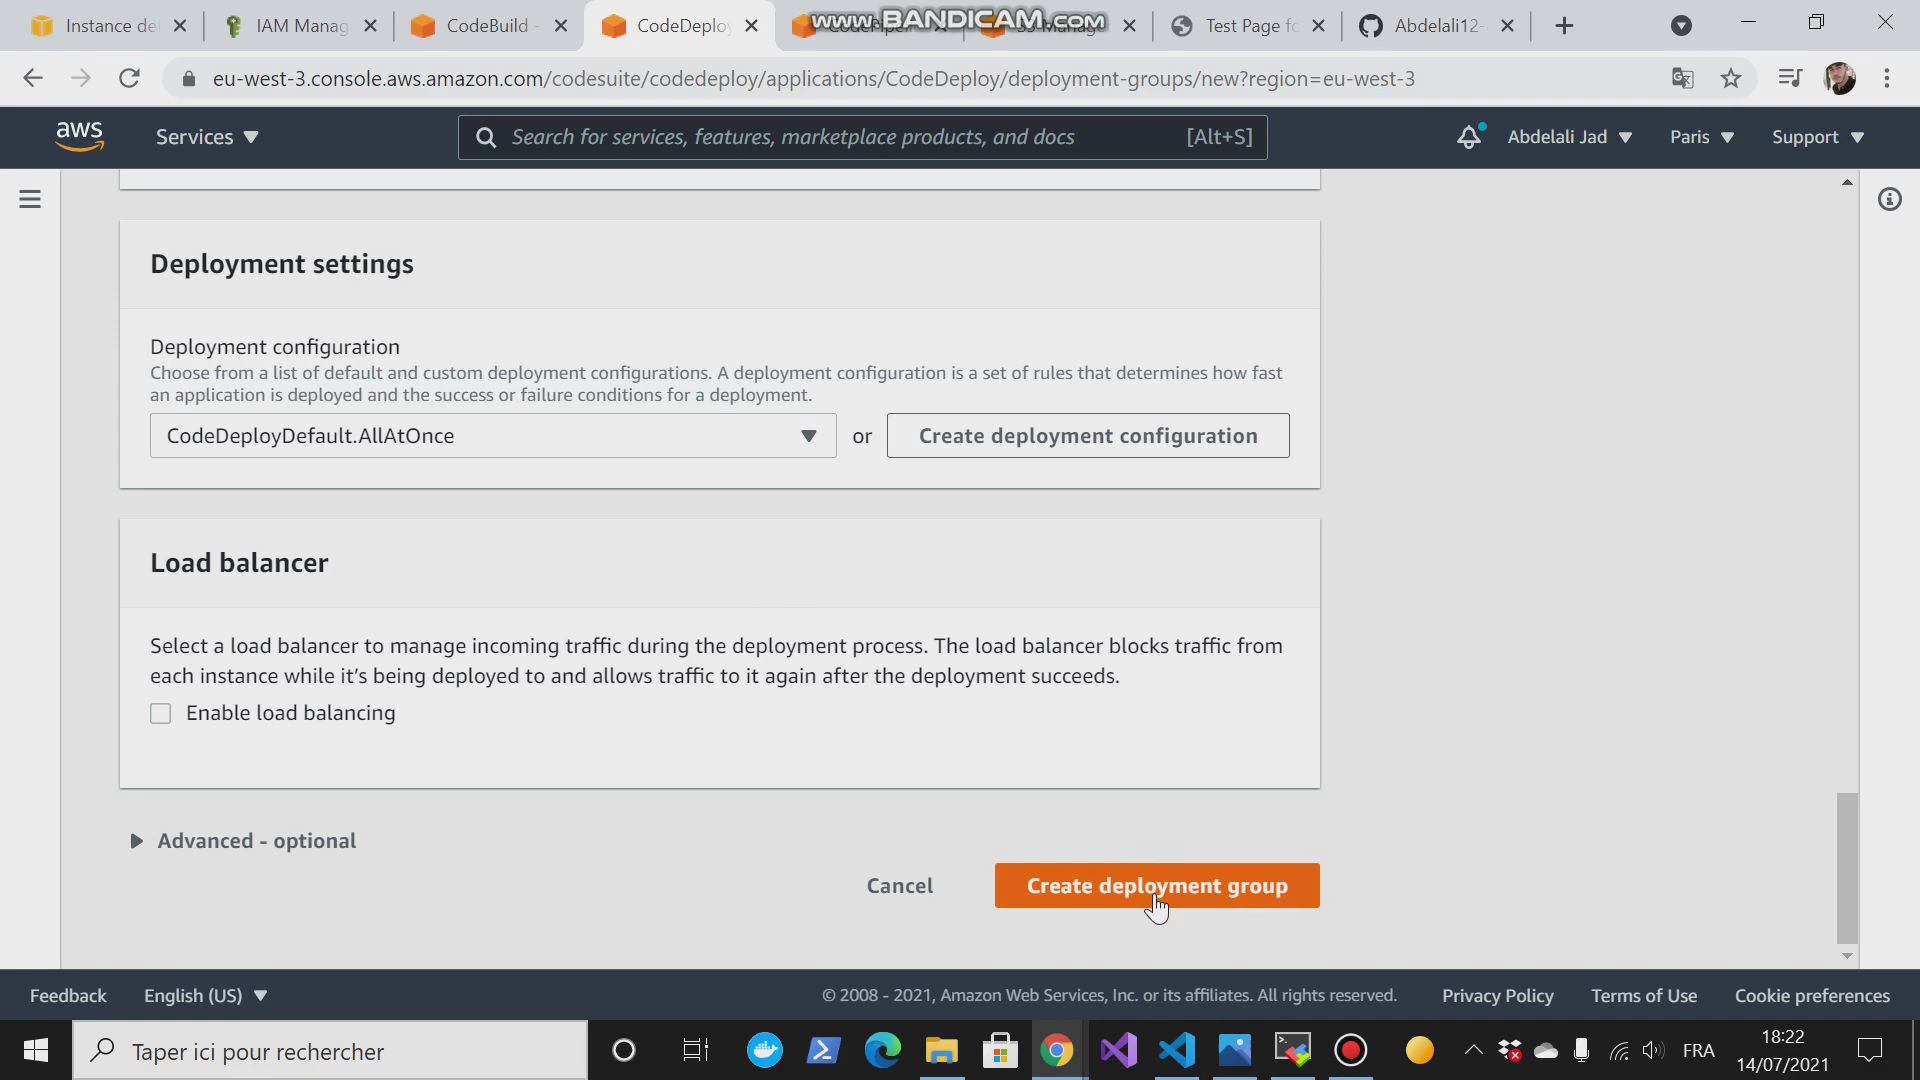 Instance de
IAM Manag
CodeBuild -
CodeDeploy
CodePipel
S3 Manage
Test Page fo
Abdelali12-
www.BANDICAM.com
eu-west-3.console.aws.amazon.com/codesuite/codedeploy/applications/CodeDeploy/deployment-groups/new?region=eu-west-3
aws
Services
Search for services, features, marketplace products, and docs
[Alt+S]
Abdelali Jad
Paris
Support
Deployment settings
Deployment configuration
Choose from a list of default and custom deployment configurations. A deployment configuration is a set of rules that determines how fast
an application is deployed and the success or failure conditions for a deployment.
CodeDeployDefault.AllAtOnce
or
Create deployment configuration
Load balancer
Select a load balancer to manage incoming traffic during the deployment process. The load balancer blocks traffic from
each instance while it’s being deployed to and allows traffic to it again after the deployment succeeds.
Enable load balancing
Advanced - optional
Cancel
Create deployment group
Feedback
English (US)
© 2008 - 2021, Amazon Web Services, Inc. or its affiliates. All rights reserved.
Privacy Policy
Terms of Use
Cookie preferences
Taper ici pour rechercher
FRA
18:22
14/07/2021